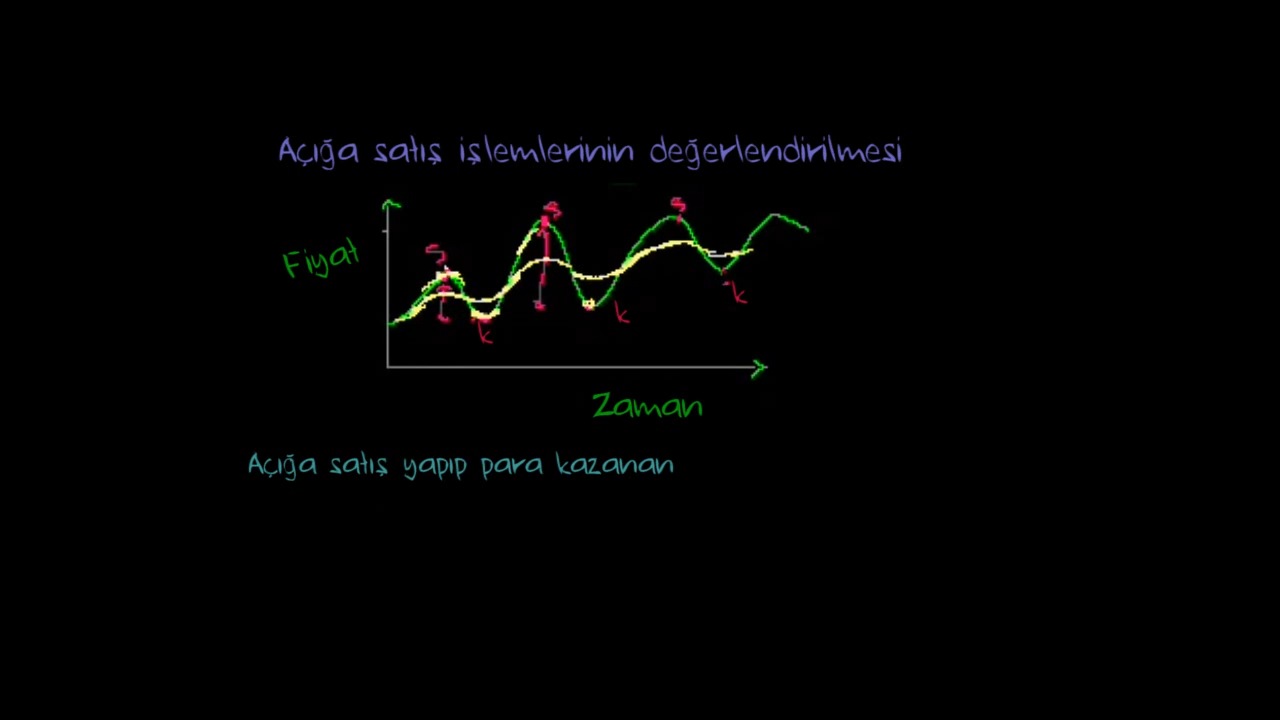 Açığa satış işlemlerinin değerlendirilmesi
s s s
Fiyat
k k k
Zaman
Açığa satış yapıp para kazanan